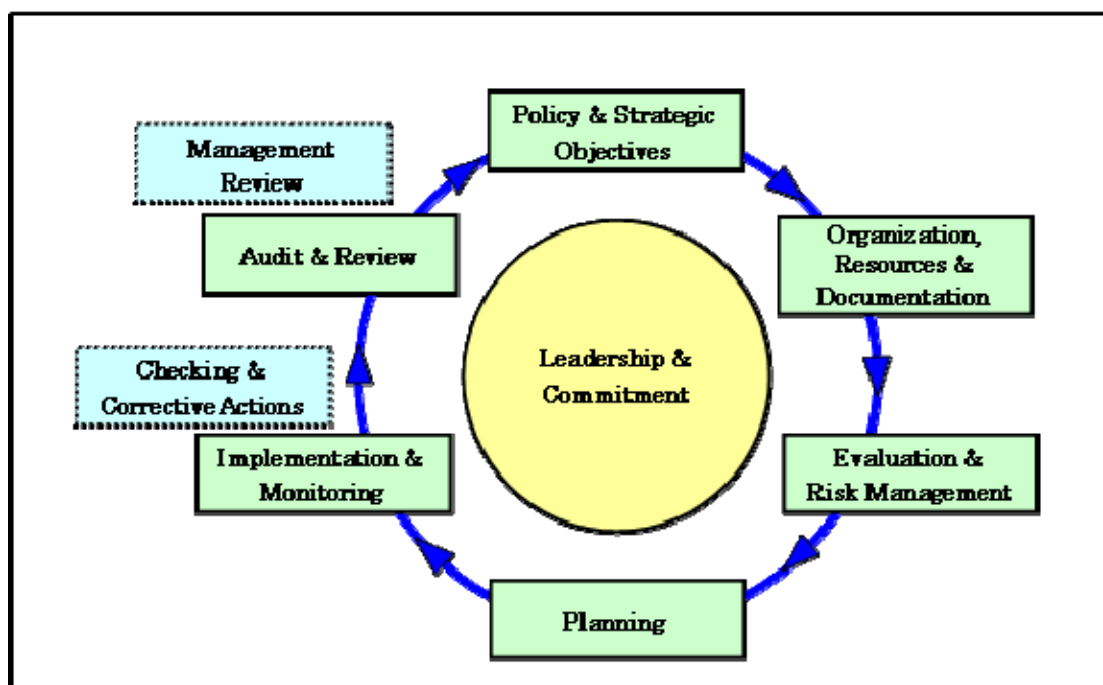 Policy & Strategic
Objectives
Management
Review
Audit & Review
Organization,
Resources &
Documentation
Leadership &
Commitment
Checking &
Corrective Actions
Implementation &
Monitoring
Evaluation &
Risk Management
Planning